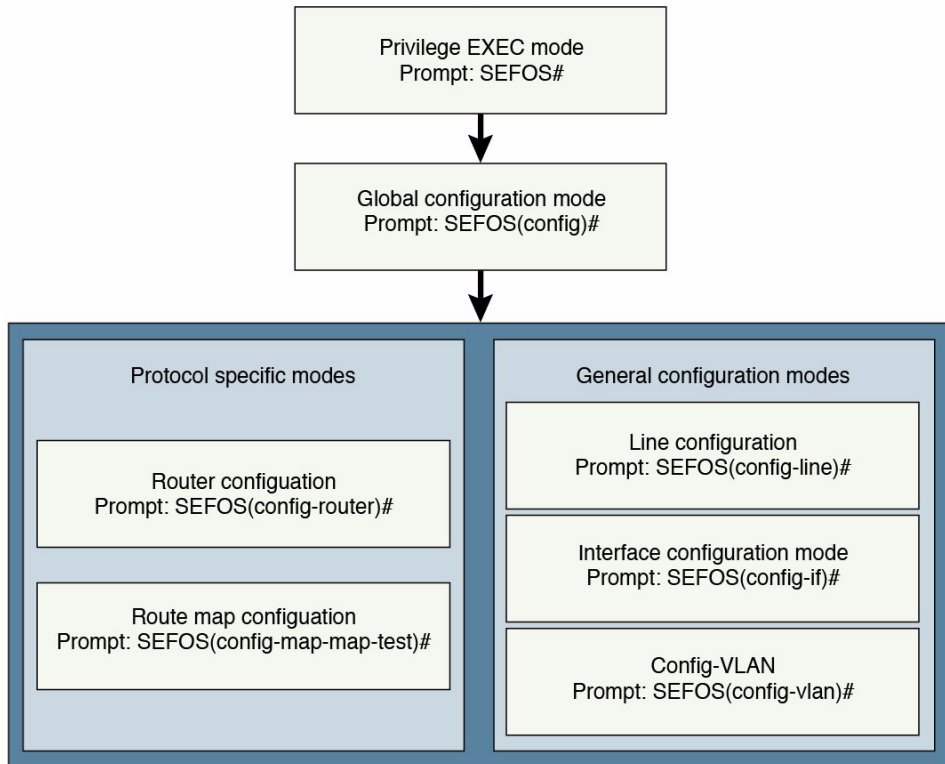 Privilege EXEC mode
Prompt: SEFOS#
Global configuration mode
Prompt: SEFOS(config)#
Protocol specific modes
Router configuation
Prompt: SEFOS(config-router)#
Route map configuation
Prompt: SEFOS(config-map-map-test)#
General configuration modes
Line configuration
Prompt: SEFOS(config-line)#
Interface configuration mode
Prompt: SEFOS(config-if)#
Config-VLAN
Prompt: SEFOS(config-vlan)#